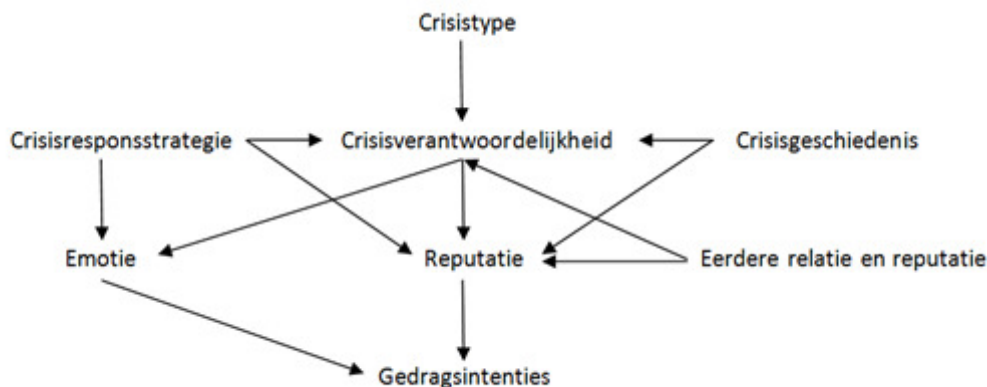 Crisistype
Crisisresponsstrategie
Crisisverantwoordelijkheid
Crisisgeschiedenis
Emotie
Reputatie
Eerdere relatie en reputatie
Gedragsintenties